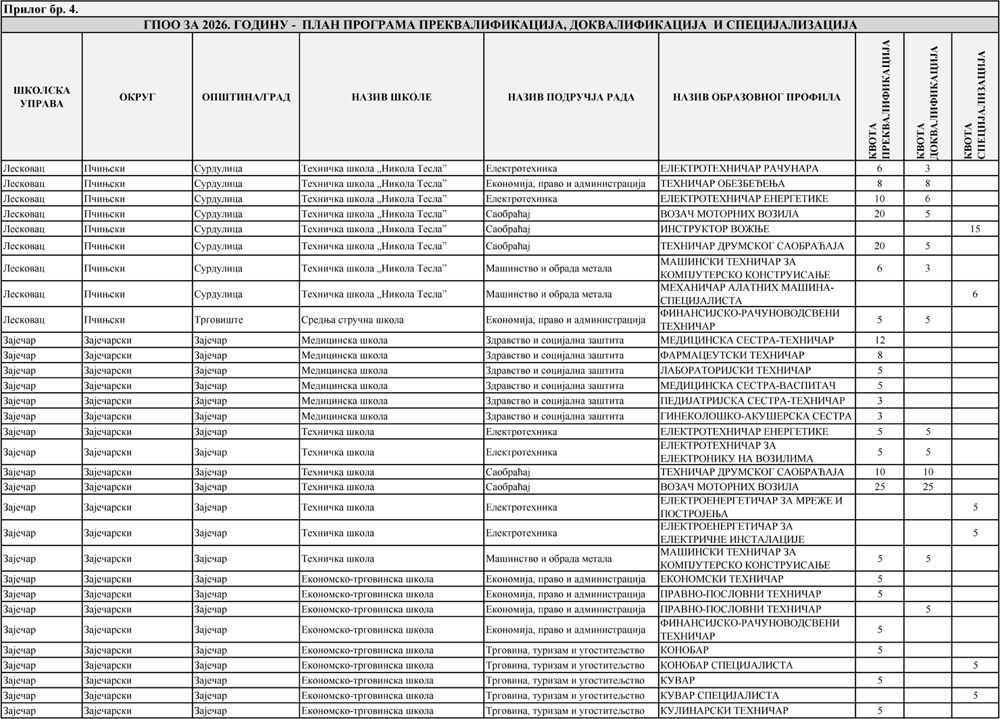 Прилог бр. 4.
ГПОО ЗА 2026. ГОДИНУ - ПЛАН ПРОГРАМА ПРЕКВАЛИФИКАЦИЈА, ДОКВАЛИФИКАЦИЈА И СПЕЦИЈАЛИЗАЦИЈА
ШКОЛСКА УПРАВА ОКРУГ ОПШТИНА/ГРАД НАЗИВ ШКОЛЕ НАЗИВ ПОДРУЧЈА РАДА НАЗИВ ОБРАЗОВНОГ ПРОФИЛА КВОТА ПРЕКВАЛИФИКАЦИЈА КВОТА ДОКВАЛИФИКАЦИЈА КВОТА СПЕЦИЈАЛИЗАЦИЈА
Лесковац Пчињски Сурдулица Техничка школа „Никола Тесла” Електротехника ЕЛЕКТРОТЕХНИЧАР РАЧУНАРА 6 3
Лесковац Пчињски Сурдулица Техничка школа „Никола Тесла” Економија, право и администрација ТЕХНИЧАР ОБЕЗБЕЂЕЊА 8 8
Лесковац Пчињски Сурдулица Техничка школа „Никола Тесла” Електротехника ЕЛЕКТРОТЕХНИЧАР ЕНЕРГЕТИКЕ 10 6
Лесковац Пчињски Сурдулица Техничка школа „Никола Тесла” Саобраћај ВОЗАЧ МОТОРНИХ ВОЗИЛА 20 5
Лесковац Пчињски Сурдулица Техничка школа „Никола Тесла” Саобраћај ИНСТРУКТОР ВОЖЊЕ 15
Лесковац Пчињски Сурдулица Техничка школа „Никола Тесла” Саобраћај ТЕХНИЧАР ДРУМСКОГ САОБРАЋАЈА 20 5
Лесковац Пчињски Сурдулица Техничка школа „Никола Тесла” Машинство и обрада метала МАШИНСКИ ТЕХНИЧАР ЗА КОМПЈУТЕРСКО КОНСТРУИСАЊЕ 6 3
Лесковац Пчињски Сурдулица Техничка школа „Никола Тесла” Машинство и обрада метала МЕХАНИЧАР АЛАТНИХ МАШИНА-СПЕЦИЈАЛИСТА 6
Лесковац Пчињски Трговиште Средња стручна школа Економија, право и администрација ФИНАНСИЈСКО-РАЧУНОВОДСВЕНИ ТЕХНИЧАР 5 5
Зајечар Зајечарски Зајечар Медицинска школа Здравство и социјална заштита МЕДИЦИНСКА СЕСТРА-ТЕХНИЧАР 12
Зајечар Зајечарски Зајечар Медицинска школа Здравство и социјална заштита ФАРМАЦЕУТСКИ ТЕХНИЧАР 8
Зајечар Зајечарски Зајечар Медицинска школа Здравство и социјална заштита ЛАБОРАТОРИЈСКИ ТЕХНИЧАР 5
Зајечар Зајечарски Зајечар Медицинска школа Здравство и социјална заштита МЕДИЦИНСКА СЕСТРА-ВАСПИТАЧ 5
Зајечар Зајечарски Зајечар Медицинска школа Здравство и социјална заштита ПЕДИЈАТРИЈСКА СЕСТРА-ТЕХНИЧАР 3
Зајечар Зајечарски Зајечар Медицинска школа Здравство и социјална заштита ГИНЕКОЛОШКО-АКУШЕРСКА СЕСТРА 3
Зајечар Зајечарски Зајечар Техничка школа Електротехника ЕЛЕКТРОТЕХНИЧАР ЕНЕРГЕТИКЕ 5 5
Зајечар Зајечарски Зајечар Техничка школа Електротехника ЕЛЕКТРОТЕХНИЧАР ЗА ЕЛЕКТРОНИКУ НА ВОЗИЛИМА 5 5
Зајечар Зајечарски Зајечар Техничка школа Саобраћај ТЕХНИЧАР ДРУМСКОГ САОБРАЋАЈА 10 10
Зајечар Зајечарски Зајечар Техничка школа Саобраћај ВОЗАЧ МОТОРНИХ ВОЗИЛА 25 25
Зајечар Зајечарски Зајечар Техничка школа Електротехника ЕЛЕКТРОЕНЕРГЕТИЧАР ЗА МРЕЖЕ И ПОСТРОЈЕЊА 5
Зајечар Зајечарски Зајечар Техничка школа Електротехника ЕЛЕКТРОЕНЕРГЕТИЧАР ЗА ЕЛЕКТРИЧНЕ ИНСТАЛАЦИЈЕ 5
Зајечар Зајечарски Зајечар Техничка школа Машинство и обрада метала МАШИНСКИ ТЕХНИЧАР ЗА КОМПЈУТЕРСКО КОНСТРУИСАЊЕ 5 5
Зајечар Зајечарски Зајечар Економско-трговинска школа Економија, право и администрација ЕКОНОМСКИ ТЕХНИЧАР 5
Зајечар Зајечарски Зајечар Економско-трговинска школа Економија, право и администрација ПРАВНО-ПОСЛОВНИ ТЕХНИЧАР 5
Зајечар Зајечарски Зајечар Економско-трговинска школа Економија, право и администрација ПРАВНО-ПОСЛОВНИ ТЕХНИЧАР 5
Зајечар Зајечарски Зајечар Економско-трговинска школа Економија, право и администрација ФИНАНСИЈСКО-РАЧУНОВОДСВЕНИ ТЕХНИЧАР 5
Зајечар Зајечарски Зајечар Економско-трговинска школа Трговина, туризам и угоститељство КОНОБАР 5
Зајечар Зајечарски Зајечар Економско-трговинска школа Трговина, туризам и угоститељство КОНОБАР СПЕЦИЈАЛИСТА 5
Зајечар Зајечарски Зајечар Економско-трговинска школа Трговина, туризам и угоститељство КУВАР 5
Зајечар Зајечарски Зајечар Економско-трговинска школа Трговина, туризам и угоститељство КУВАР СПЕЦИЈАЛИСТА 5
Зајечар Зајечарски Зајечар Економско-трговинска школа Трговина, туризам и угоститељство КУЛИНАРСКИ ТЕХНИЧАР 5